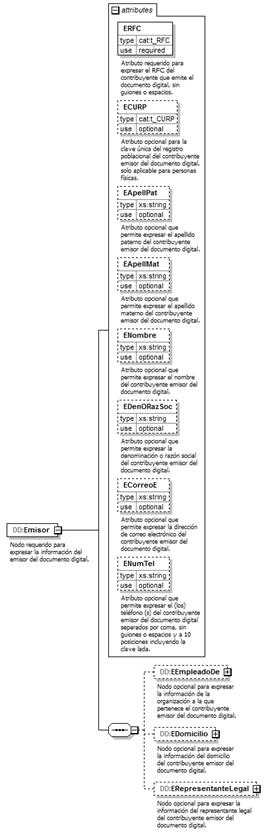 attributes
ERFC
type cat:t_RFC
use required
Atributo requerido para
expresar el RFC del
contribuyente que emite el
documento digital, sin
guiones o espacios.
ECURP
type cat:t_CURP
use optional
Atributo opcional para la
clave única del registro
poblacional del contribuyente
emisor del documento digital,
solo aplicable para personas
físicas.
EApellPat
type xs:string
use optional
Atributo opcional que
permite expresar el apellido
paterno del contribuyente
emisor del documento digital.
EApellMat
type xs:string
use optional
Atributo opcional que
permite expresar el apellido
materno del contribuyente
emisor del documento digital.
ENombre
type xs:string
use optional
Atributo opcional que
permite expresar el nombre
del contribuyente emisor del
documento digital.
EDenORazSoc
type xs:string
use optional
Atributo opcional que
permite expresar la
denominación o razón social
del contribuyente emisor del
documento digital.
ECorreoE
type xs:string
use optional
Atributo opcional que
permite expresar la dirección
de correo electrónico del
contribuyente emisor del
documento digital.
ENumTel
type xs:string
use optional
Atributo opcional que
permite expresar el (los)
teléfono (s) del contribuyente
emisor del documento digital
separados por coma, sin
guiones o espacios y a 10
posiciones incluyendo la
clave lada.
DD:Emisor
Nodo requerido para
expresar la información del
emisor del documento digital.
DD:EEmpleadoDe
Nodo opcional para expresar
la información de la
organización a la que
pertenece el contribuyente
emisor del documento digital.
DD:EDomicilio
Nodo opcional para expresar
la información del domicilio
del contribuyente emisor del
documento digital.
DD:ERepresentanteLegal
Nodo opcional para expresar la
información del representante legal
del contribuyente emisor del
documento digital.